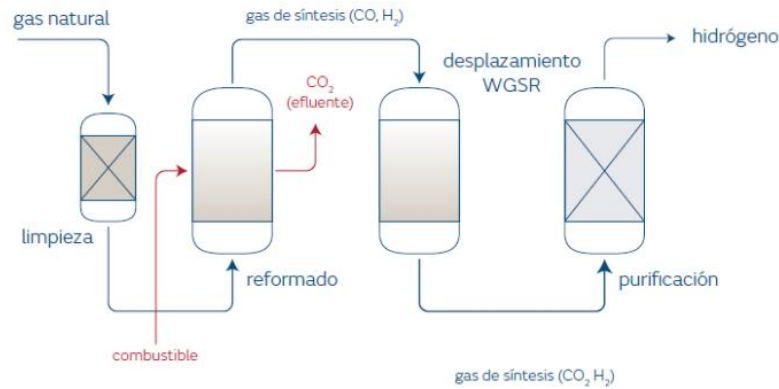 gas natural
gas de síntesis (CO, H₂)
hidrógeno
desplazamiento
WGSR
CO₂
(efluente)
limpieza
reformado
purificación
combustible
gas de síntesis (CO₂ H₂)